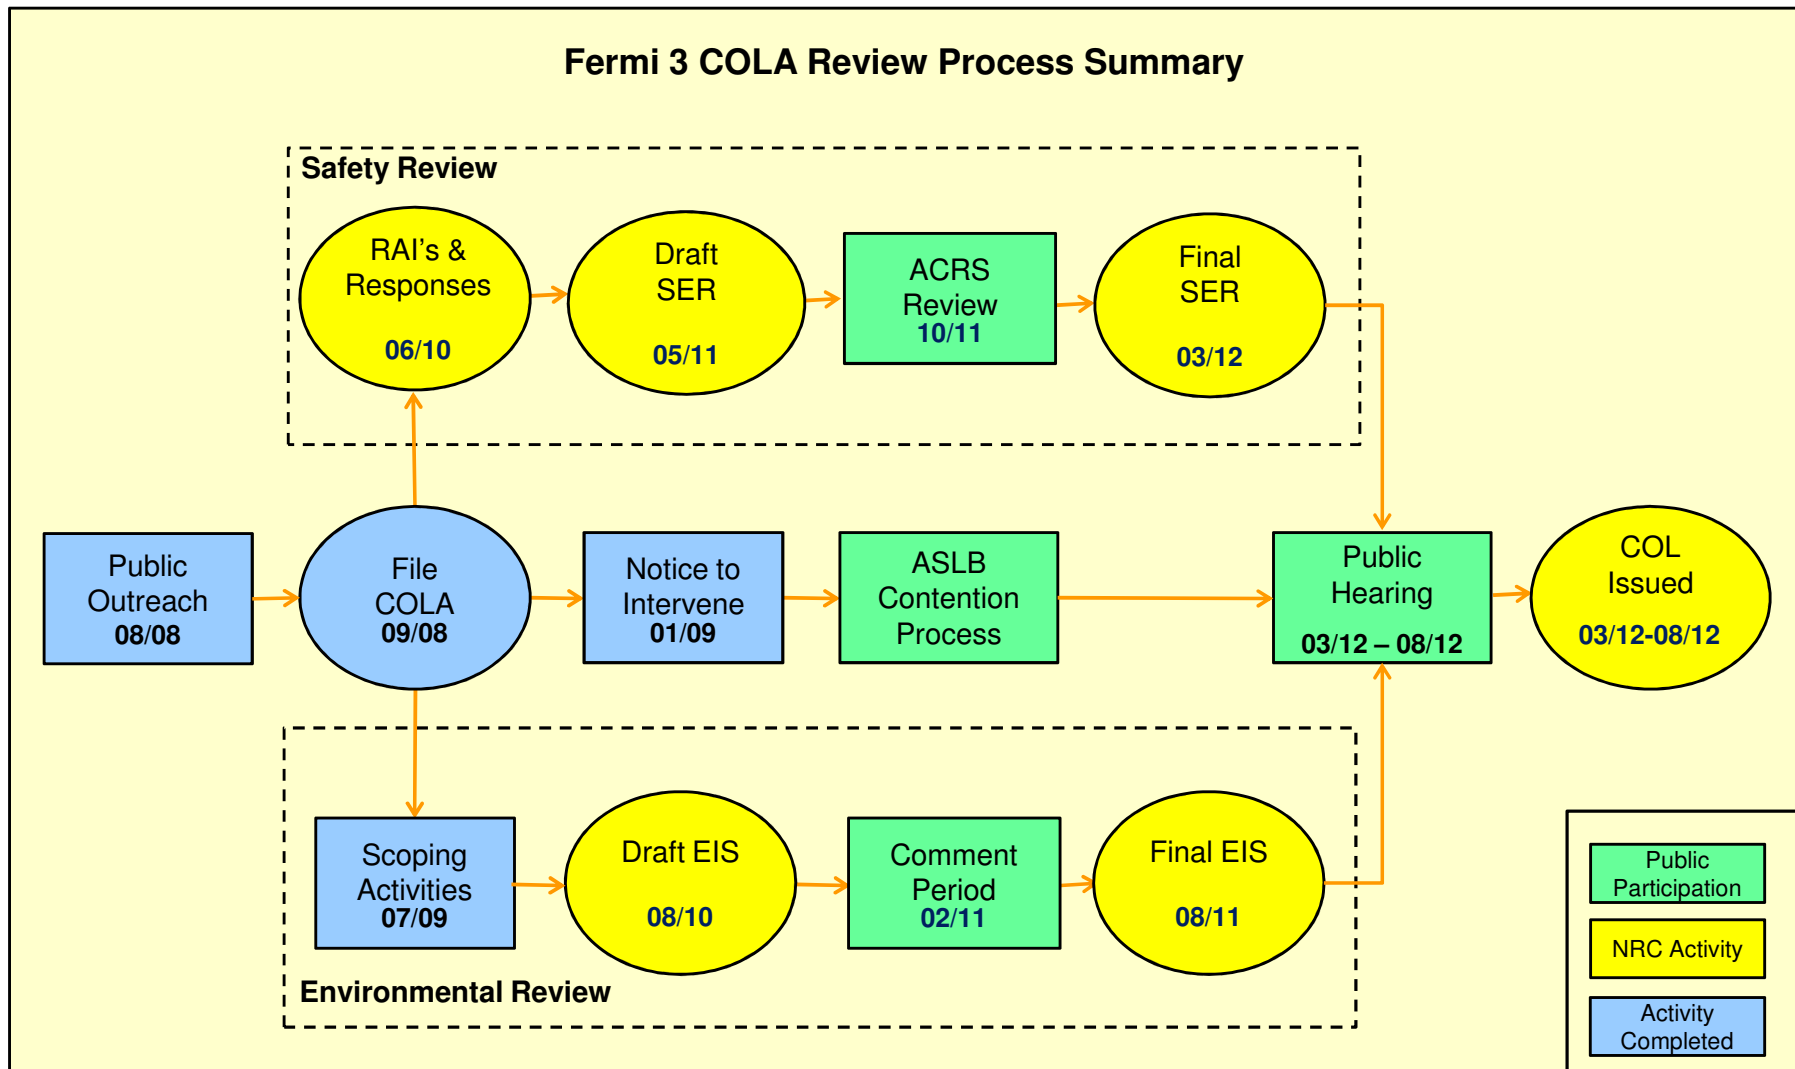 Fermi 3 COLA Review Process Summary
Safety Review
RAI's &
Responses
06/10
Draft
SER
05/11
ACRS
Review
10/11
Final
SER
03/12
Public
Outreach
08/08
File
COLA
09/08
Notice to
Intervene
01/09
ASLB
Contention
Process
Public
Hearing
03/12 – 08/12
COL
Issued
03/12-08/12
Scoping
Activities
07/09
Draft EIS
08/10
Comment
Period
02/11
Final EIS
08/11
Environmental Review
Public
Participation
NRC Activity
Activity
Completed